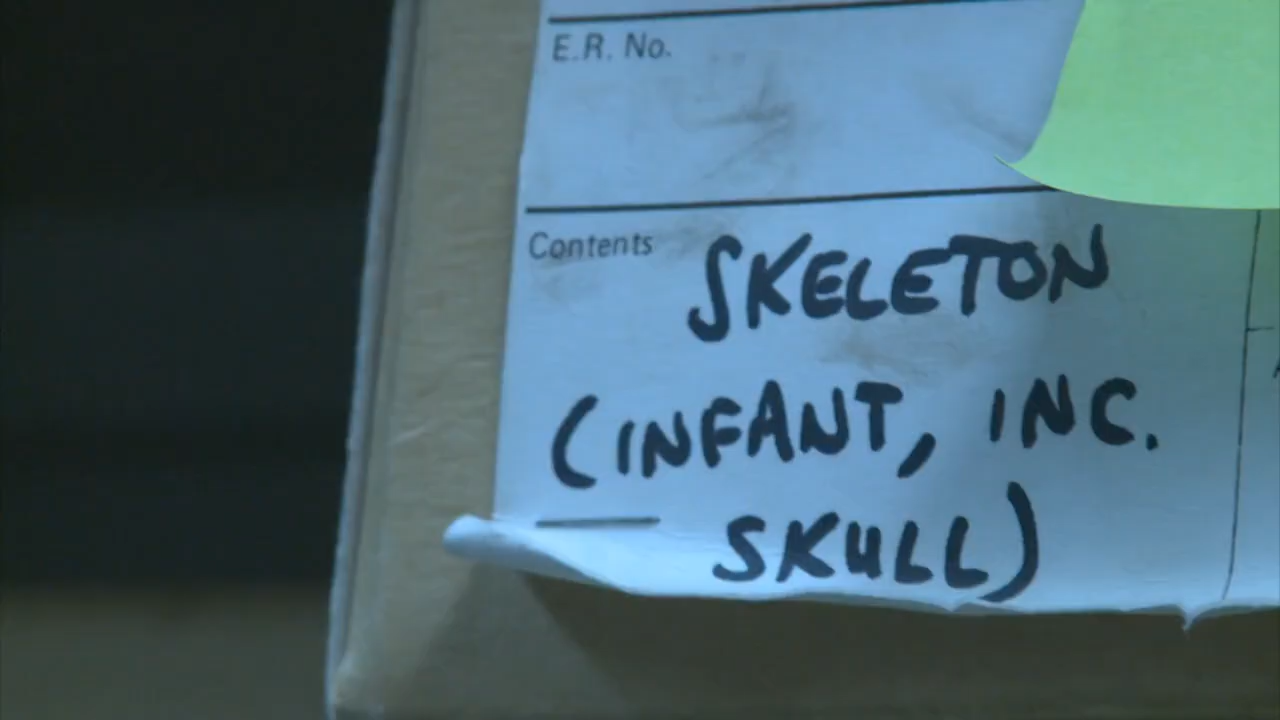 E.R. No.
Contents
SKELETON
(INFANT, INC.
SKULL)